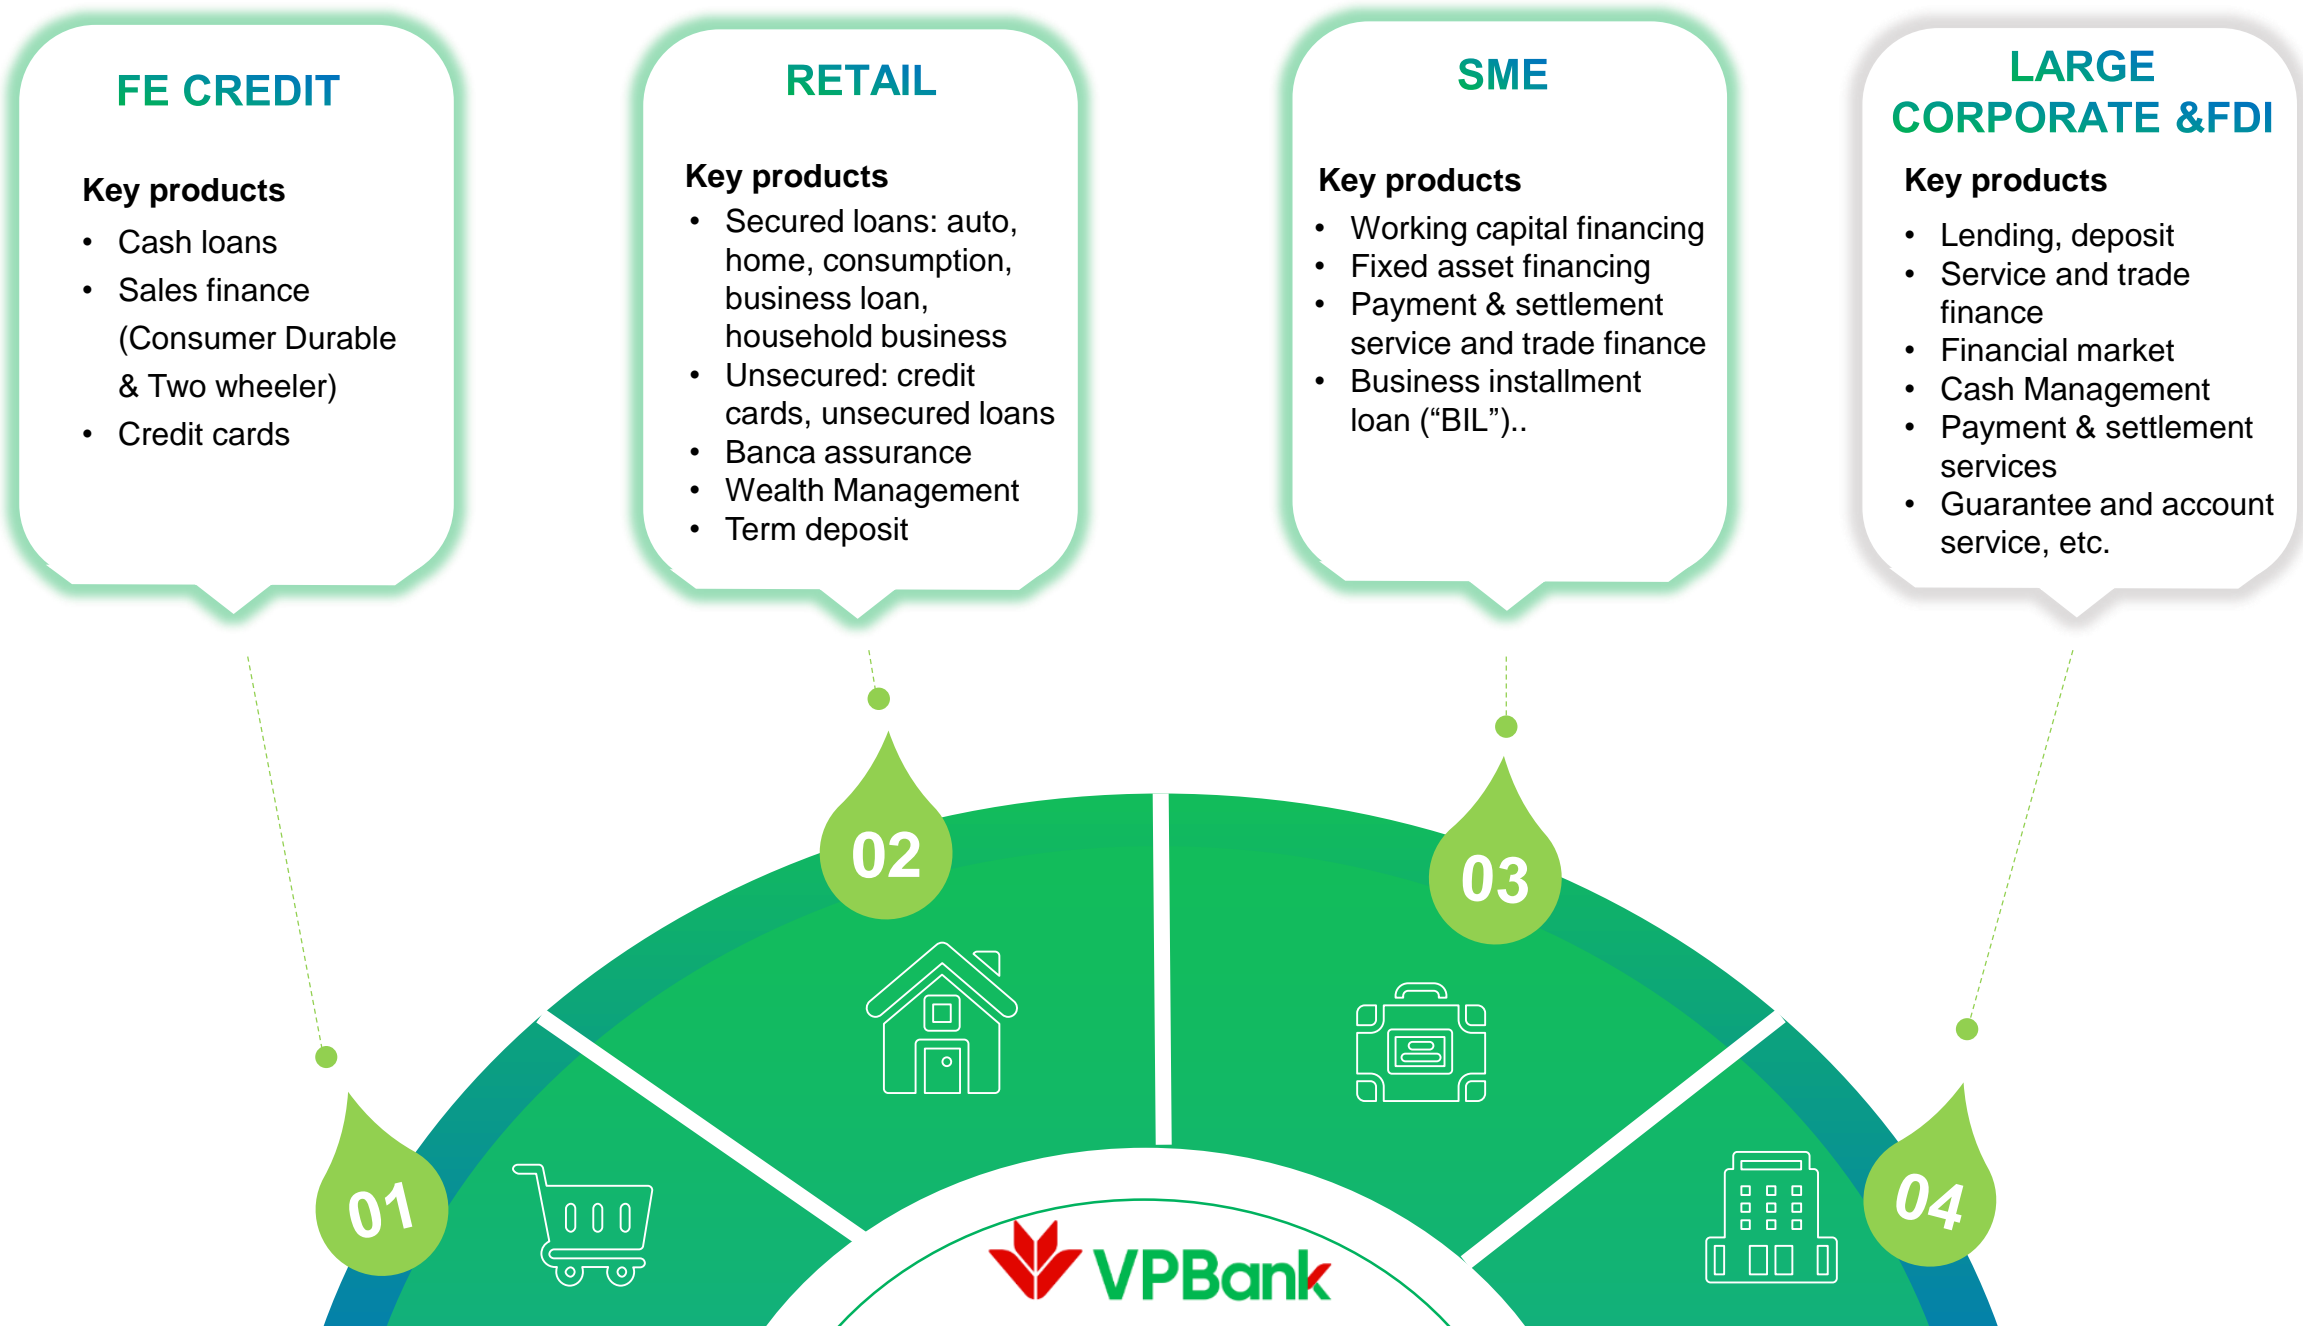 FE CREDIT
Key products
• Cash loans
• Sales finance
(Consumer Durable
& Two wheeler)
• Credit cards
RETAIL
Key products
• Secured loans: auto,
home, consumption,
business loan,
household business
• Unsecured: credit
cards, unsecured loans
• Banca assurance
• Wealth Management
• Term deposit
SME
Key products
• Working capital financing
• Fixed asset financing
• Payment & settlement
service and trade finance
• Business installment
loan (“BIL”)..
LARGE
CORPORATE &FDI
Key products
• Lending, deposit
• Service and trade
finance
• Financial market
• Cash Management
• Payment & settlement
services
• Guarantee and account
service, etc.
01
02
03
04
VPBank